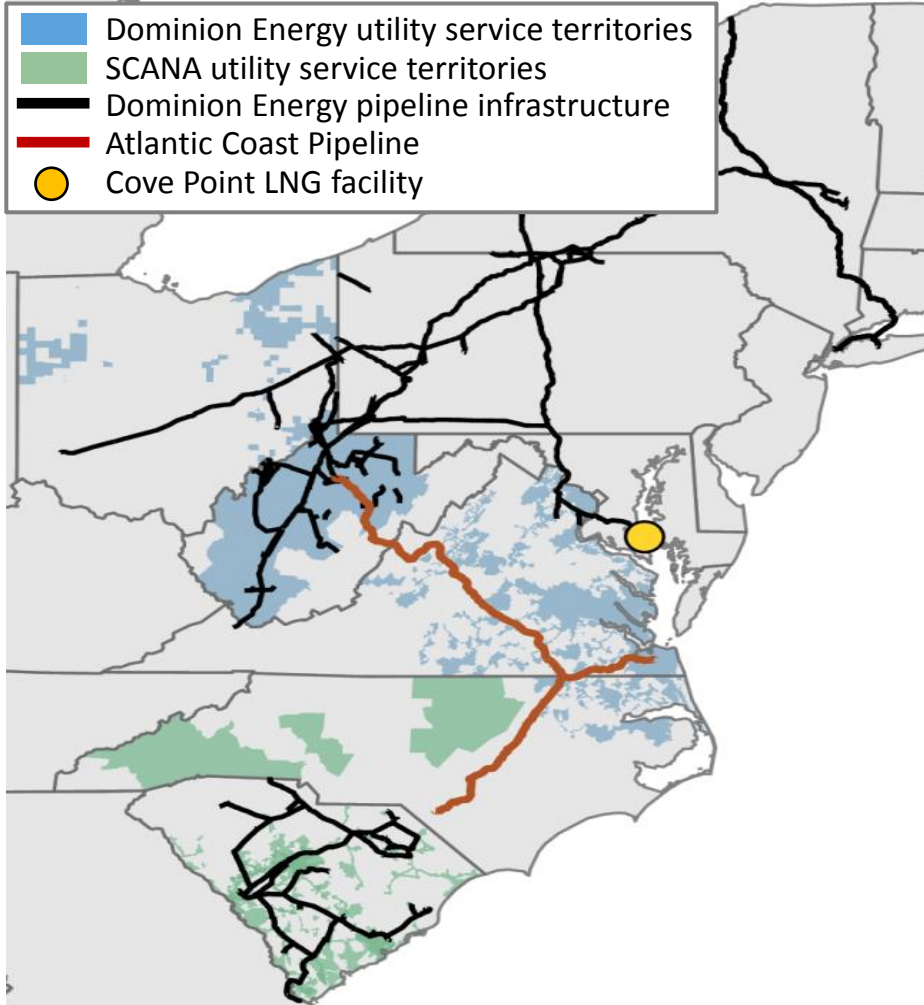 Dominion Energy utility service territories
SCANA utility service territories
Dominion Energy pipeline infrastructure
Atlantic Coast Pipeline
Cove Point LNG facility